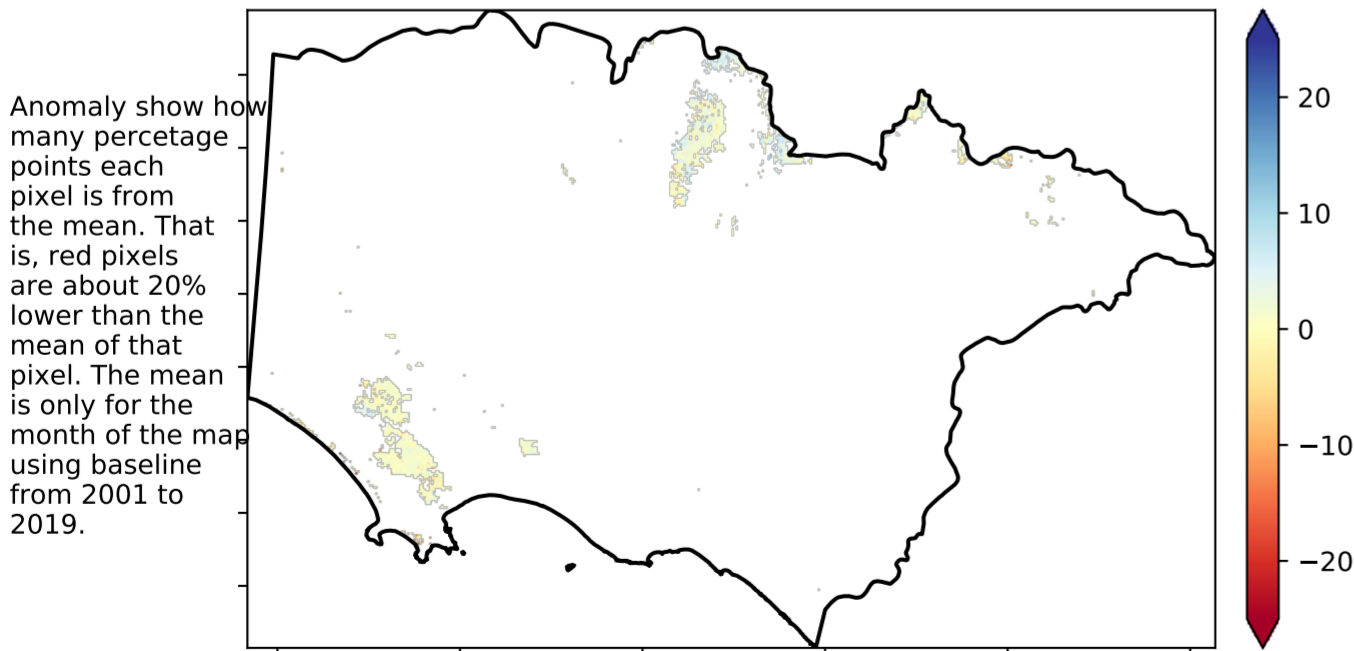 Anomaly show how
many percetage
points each
pixel is from
the mean. That
is, red pixels
are about 20%
lower than the
mean of that
pixel. The mean
is only for the
month of the map
using baseline
from 2001 to
2019.
20
10
0
−10
−20